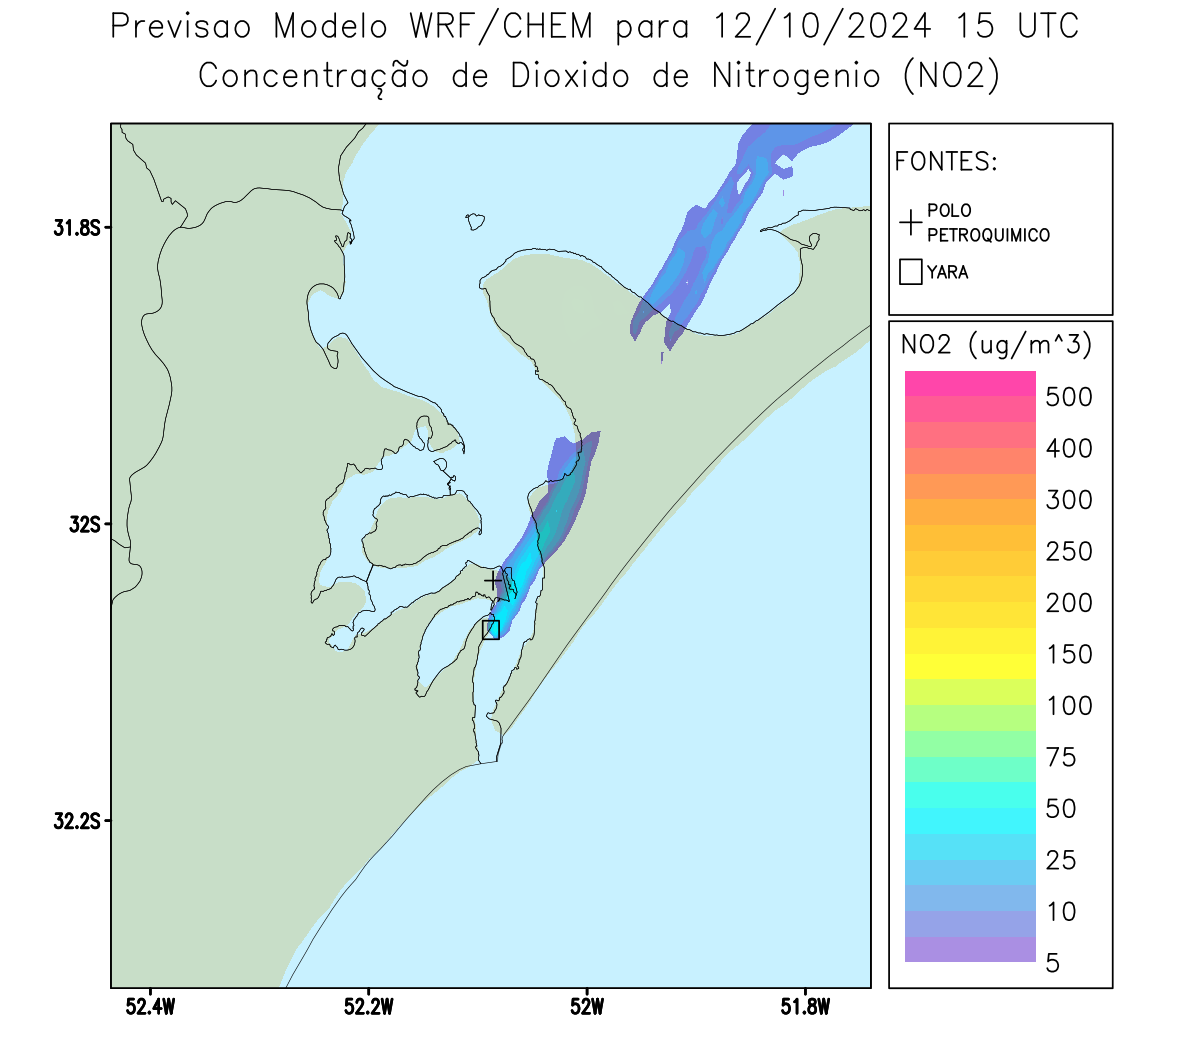 Previsao Modelo WRF/CHEM para 12/10/2024 15 UTC
Concentração de Dioxido de Nitrogenio (NO2)
FONTES:
POLO
PETROQUIMICO
YARA
NO2 (ug/m^3)
500
400
300
250
200
150
100
75
50
25
10
5
31.8S
32S
32.2S
52.4W
52.2W
52W
51.8W